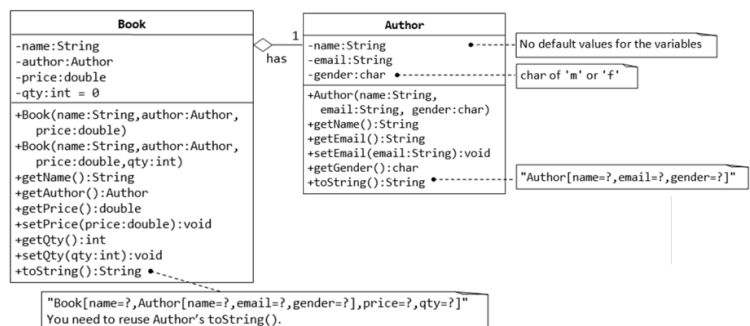 Book
-name:String
-author:Author
-price:double
-qty:int = 0
+Book(name:String,author:Author,
price:double)
+Book(name:String,author:Author,
price:double,qty:int)
+getName():String
+getAuthor():Author
+getPrice():double
+setPrice(price:double):void
+getQty():int
+setQty(qty:int):void
+toString():String
"Book[name=?,Author[name=?,email=?,gender=?],price=?,qty=?]"
You need to reuse Author's toString().
1
has
Author
-name:String
-email:String
-gender:char
+Author(name:String,
email:String, gender:char)
+getName():String
+getEmail():String
+setEmail(email:String):void
+getGender():char
+toString():String
No default values for the variables
char of 'm' or 'f'
"Author[name=?,email=?,gender=?]"